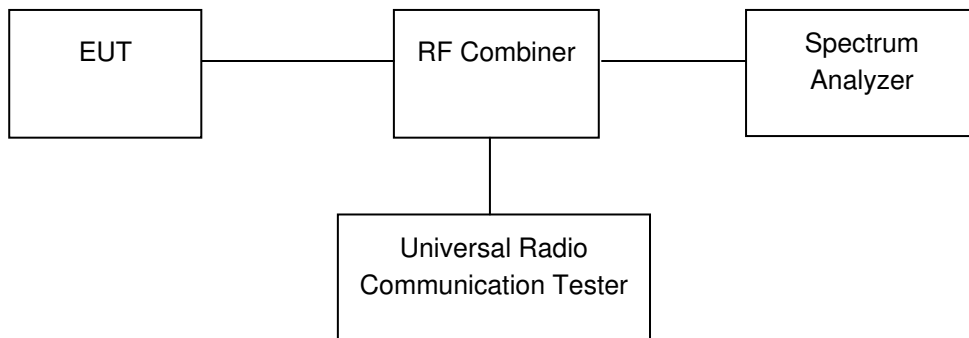 EUT
RF Combiner
Spectrum
Analyzer
Universal Radio
Communication Tester